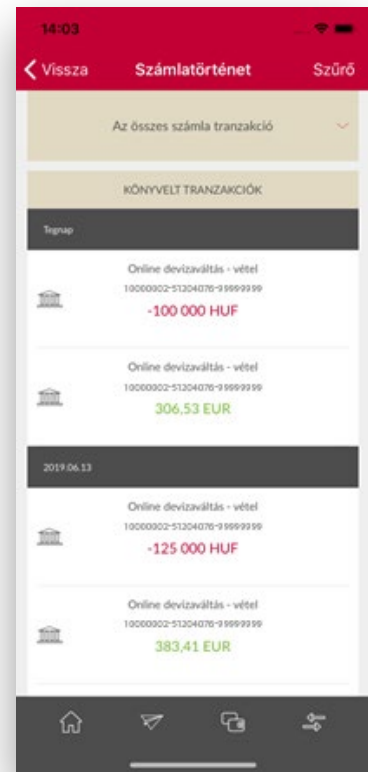 14:03
Vissza Számlatörténet Szűrő
Az összes számla tranzakció
KÖNYVELT TRANZAKCIÓK
Tegnap
Online devizaváltás - vétel
10000002-51204076-99999999
-100 000 HUF
Online devizaváltás - vétel
10000002-51204076-99999999
306,53 EUR
2019.06.13
Online devizaváltás - vétel
10000002-51204076-99999999
-125 000 HUF
Online devizaváltás - vétel
10000002-51204076-99999999
383,41 EUR